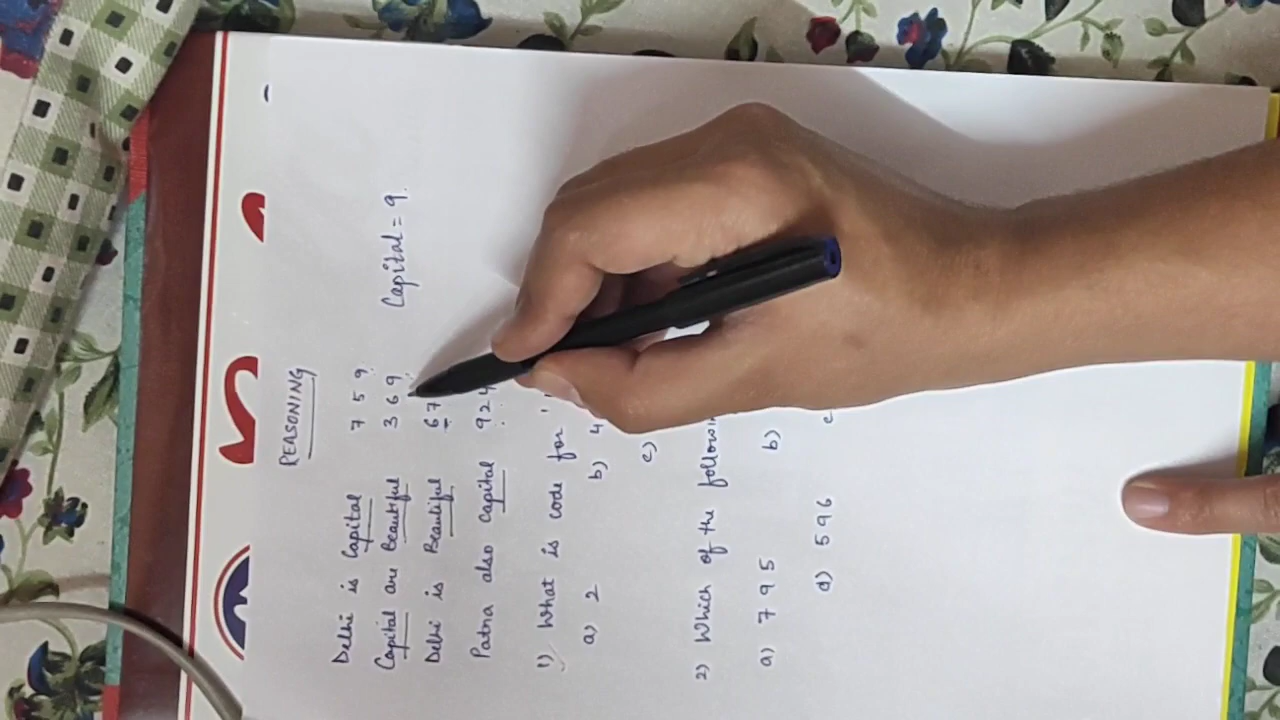 REASONING
Delhi is Capital 7 5 9
Capital are Beautiful 3 6 9
Capital = 9
Delhi is Beautiful 6 7
Patna also Capital 9 2 4
1) What is code for '
a) 2 b) 4
c)
2) Which of the
a) 7 9 5 b)
d) 5 9 6